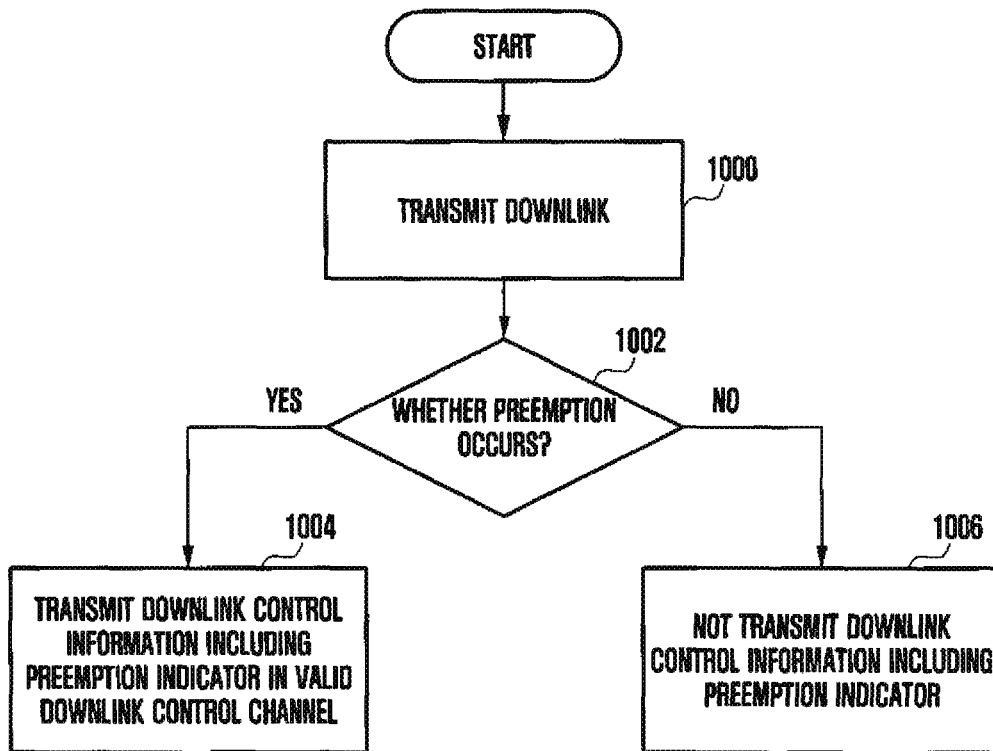 START
1000
TRANSMIT DOWNLINK
1002
YES
WHETHER PREEMPTION
OCCURS?
NO
1004
TRANSMIT DOWNLINK CONTROL
INFORMATION INCLUDING
PREEMPTION INDICATOR IN VALID
DOWNLINK CONTROL CHANNEL
1006
NOT TRANSMIT DOWNLINK
CONTROL INFORMATION INCLUDING
PREEMPTION INDICATOR